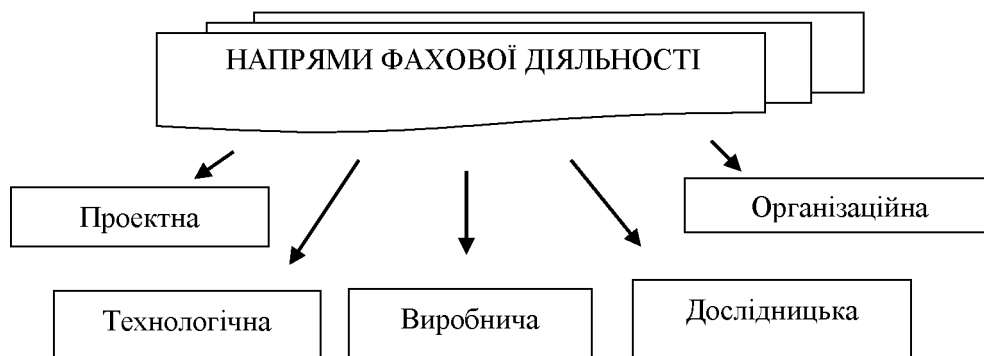 НАПРЯМИ ФАХОВОЇ ДІЯЛЬНОСТІ
Проектна
Організаційна
Технологічна
Виробнича
Дослідницька